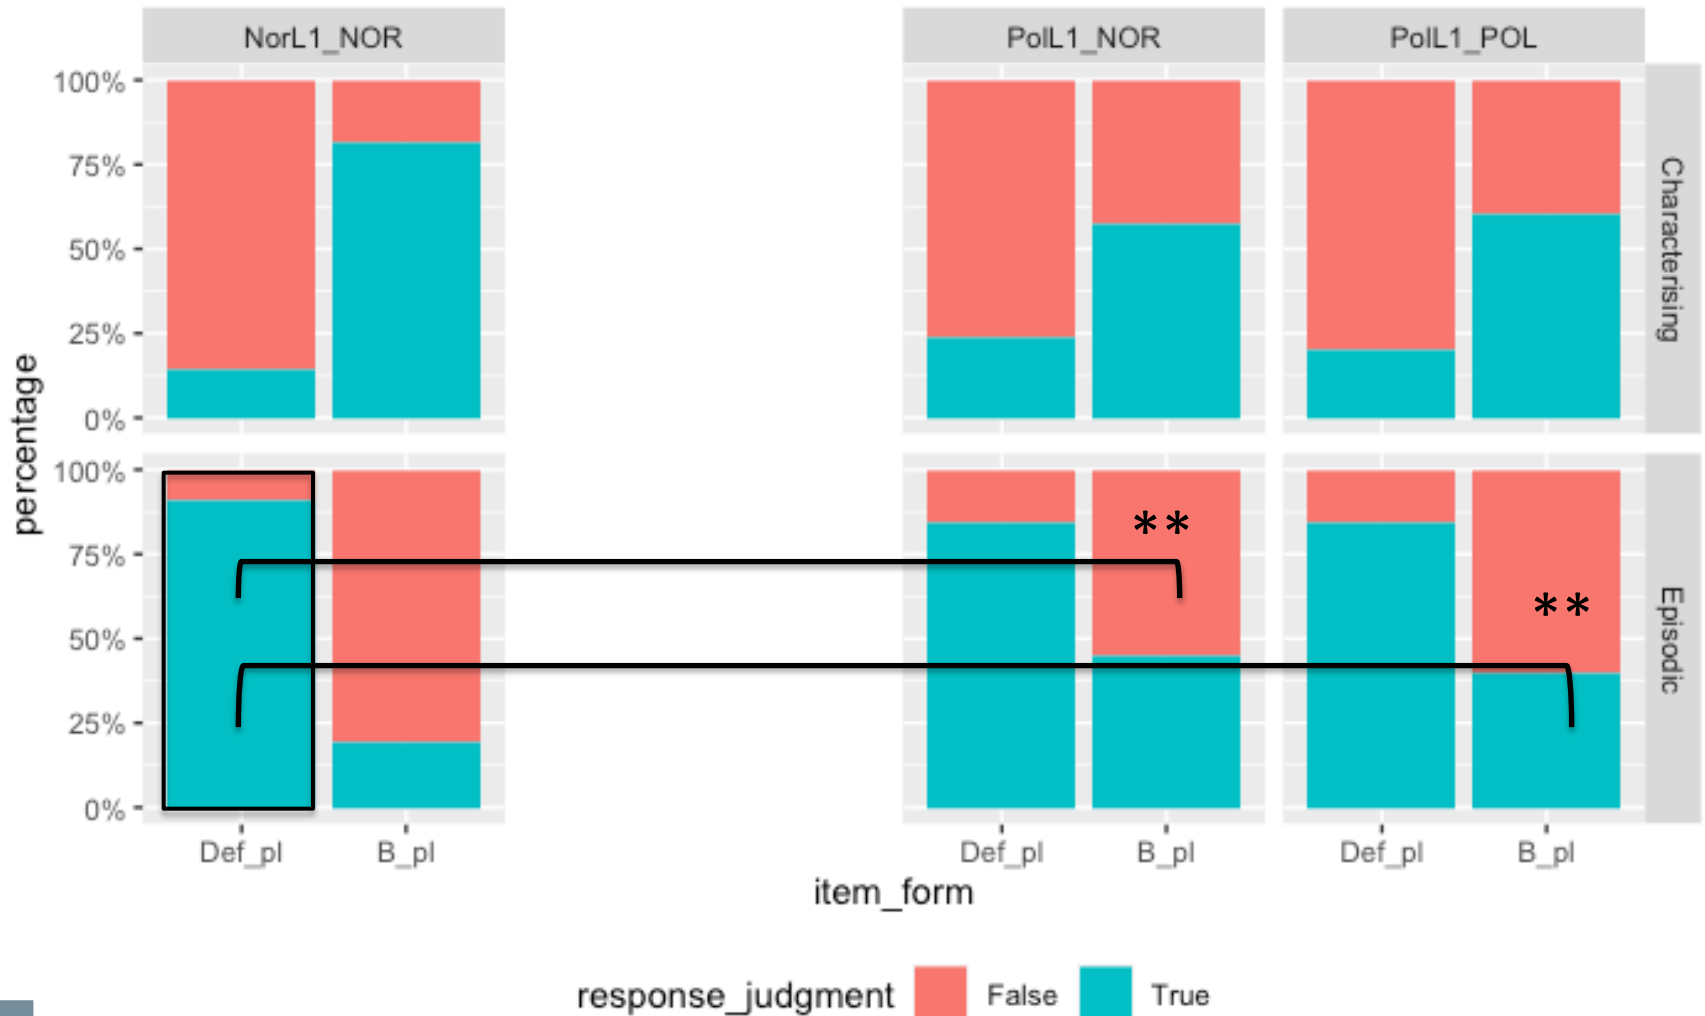 NorL1_NOR
PolL1_NOR
PolL1_POL
100%
75%
50%
25%
0%
Characterising
percentage
100%
75%
50%
25%
0%
**
**
Episodic
Def_pl
B_pl
Def_pl
B_pl
Def_pl
B_pl
item_form
response_judgment False True